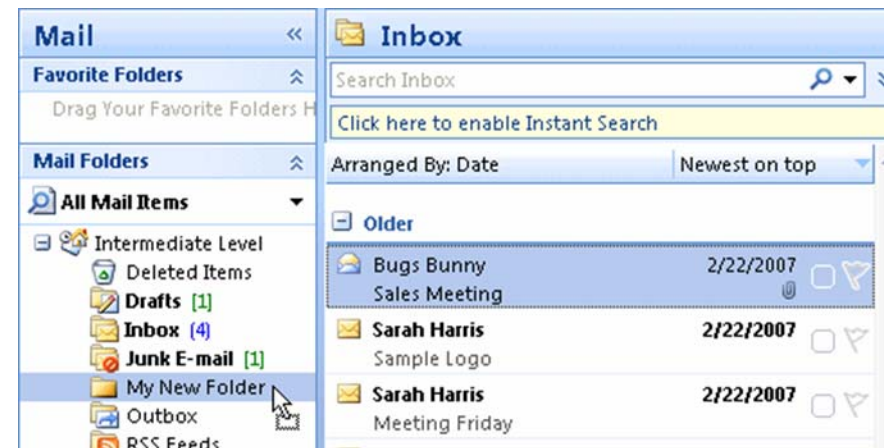 Mail
Favorite Folders
Drag Your Favorite Folders H
Mail Folders
All Mail Items
Intermediate Level
Deleted Items
Drafts [1]
Inbox (4)
Junk E-mail [1]
My New Folder
Outbox
RSS Feeds
Inbox
Search Inbox
Click here to enable Instant Search
Arranged By: Date Newest on top
Older
Bugs Bunny 2/22/2007
Sales Meeting
Sarah Harris 2/22/2007
Sample Logo
Sarah Harris 2/22/2007
Meeting Friday